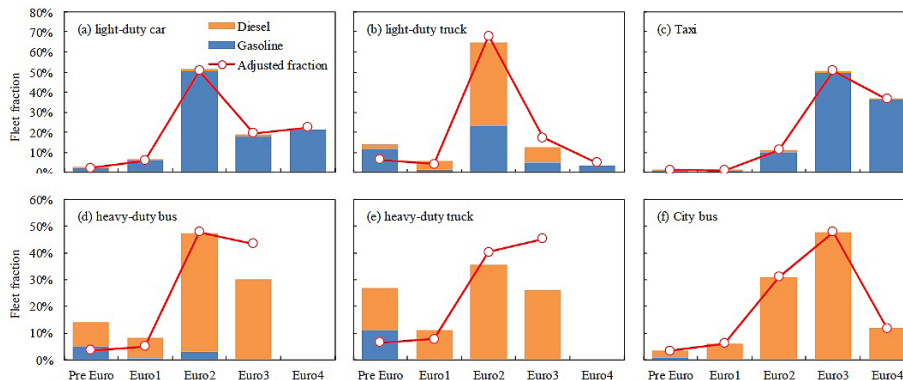 80%
70%
60%
50%
40%
30%
20%
10%
0%
Fleet fraction
(a) light-duty car
Diesel
Gasoline
Adjusted fraction
(b) light-duty truck
(c) Taxi
60%
50%
40%
30%
20%
10%
0%
Fleet fraction
(d) heavy-duty bus
(e) heavy-duty truck
(f) City bus
Pre Euro Euro1 Euro2 Euro3 Euro4
Pre Euro Euro1 Euro2 Euro3 Euro4
Pre Euro Euro1 Euro2 Euro3 Euro4